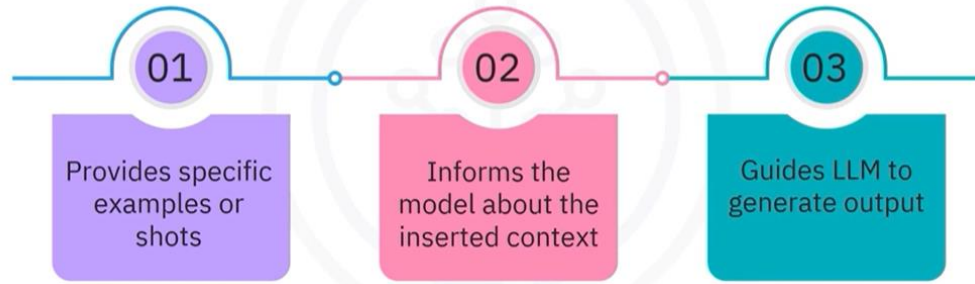 01
Provides specific
examples or
shots
02
Informs the
model about the
inserted context
03
Guides LLM to
generate output